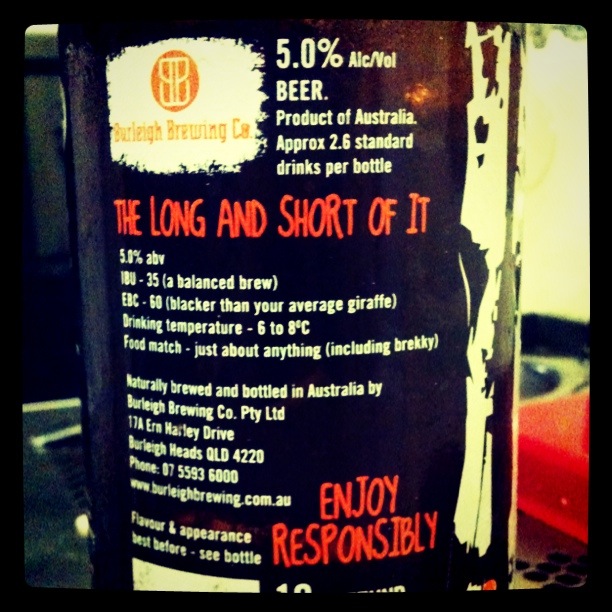 Burleigh Brewing Co.
5.0% Alc/Vol
BEER.
Product of Australia.
Approx 2.6 standard
drinks per bottle
THE LONG AND SHORT OF IT
5.0% abv
IBU - 35 (a balanced brew)
EBC - 60 (blacker than your average giraffe)
Drinking temperature - 6 to 8ºC
Food match - just about anything (including brekky)
Naturally brewed and bottled in Australia by
Burleigh Brewing Co. Pty Ltd
17A Ern Harley Drive
Burleigh Heads QLD 4220
Phone: 07 5593 6000
www.burleighbrewing.com.au
Flavour & appearance
best before - see bottle
ENJOY
RESPONSIBLY